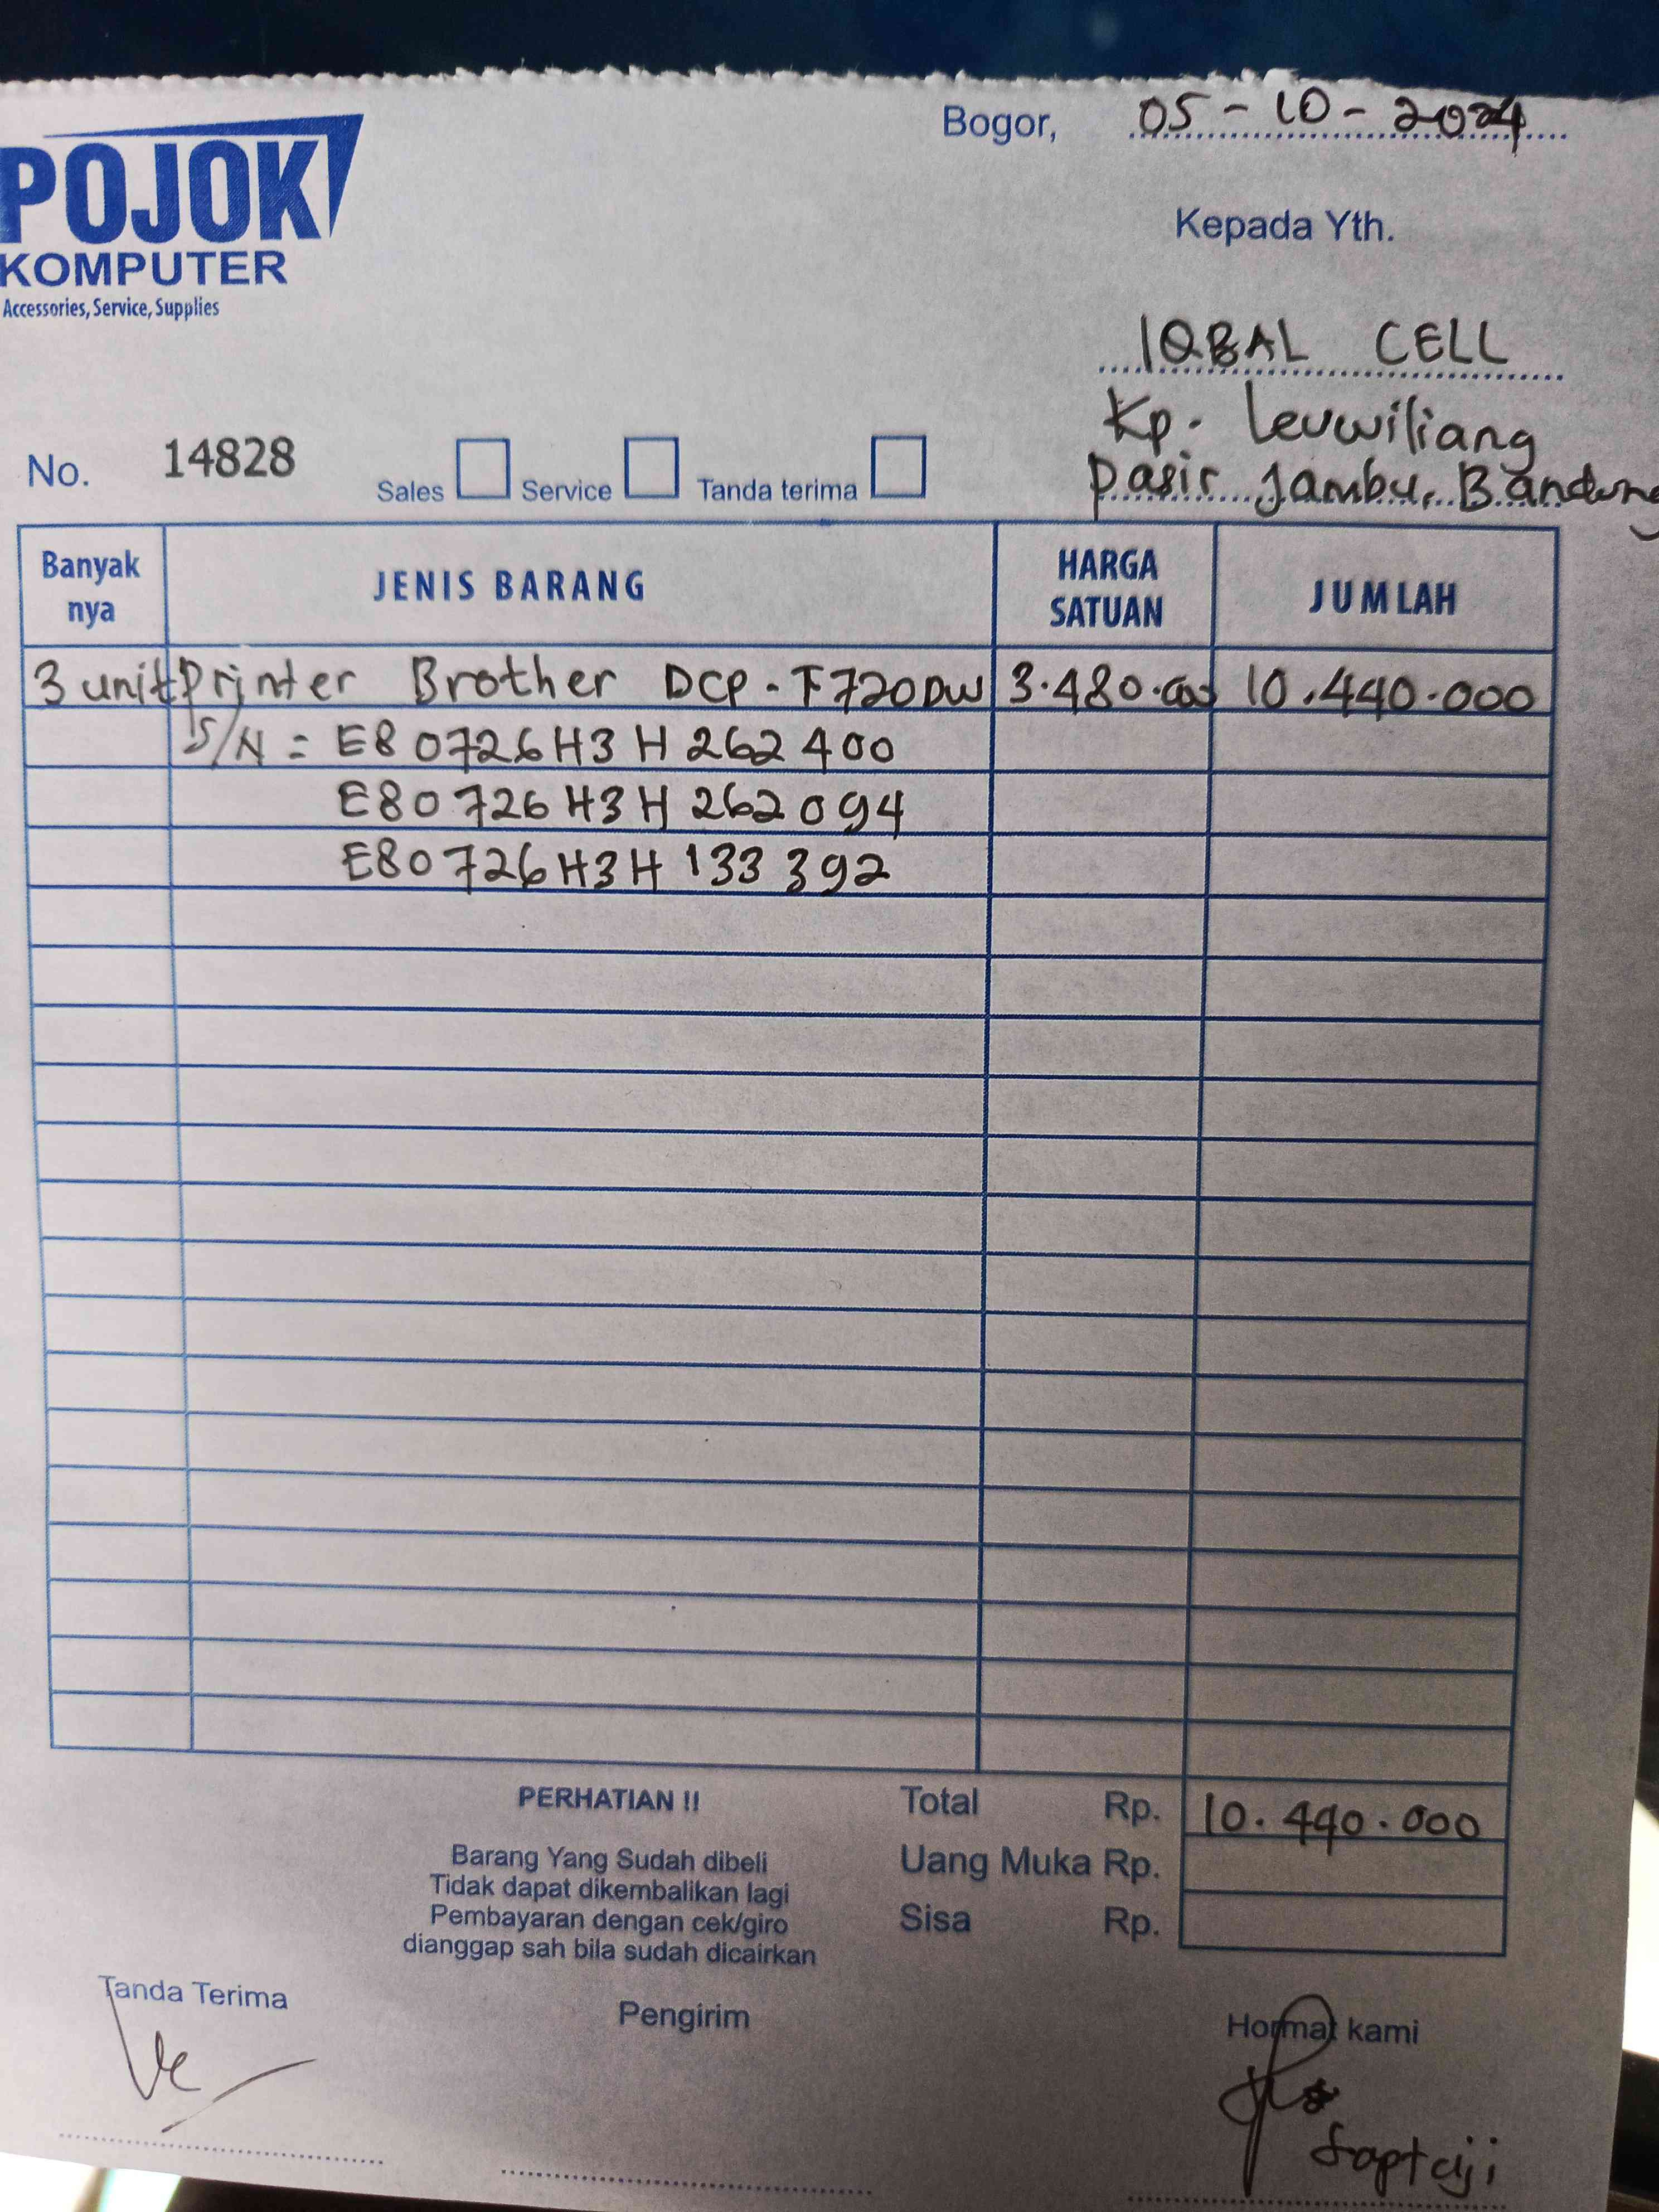 POJOK
KOMPUTER
Accessories, Service, Supplies
Bogor, 05 - 10 - 2024
Kepada Yth.
IQBAL CELL
Kp. Leuwiliang
Pasir Jambu, Bandung
No. 14828 Sales Service Tanda terima
Banyak nya JENIS BARANG HARGA SATUAN JUMLAH
3 unit Printer Brother DCP - T720DW 3.480.000 10.440.000
S/N = E80726H3H262400
E80726H3H262094
E80726H3H133392
PERHATIAN !!
Barang Yang Sudah dibeli
Tidak dapat dikembalikan lagi
Pembayaran dengan cek/giro
dianggap sah bila sudah dicairkan
Total Rp. 10.440.000
Uang Muka Rp.
Sisa Rp.
Tanda Terima
Pengirim
Hormat kami
Saptaji